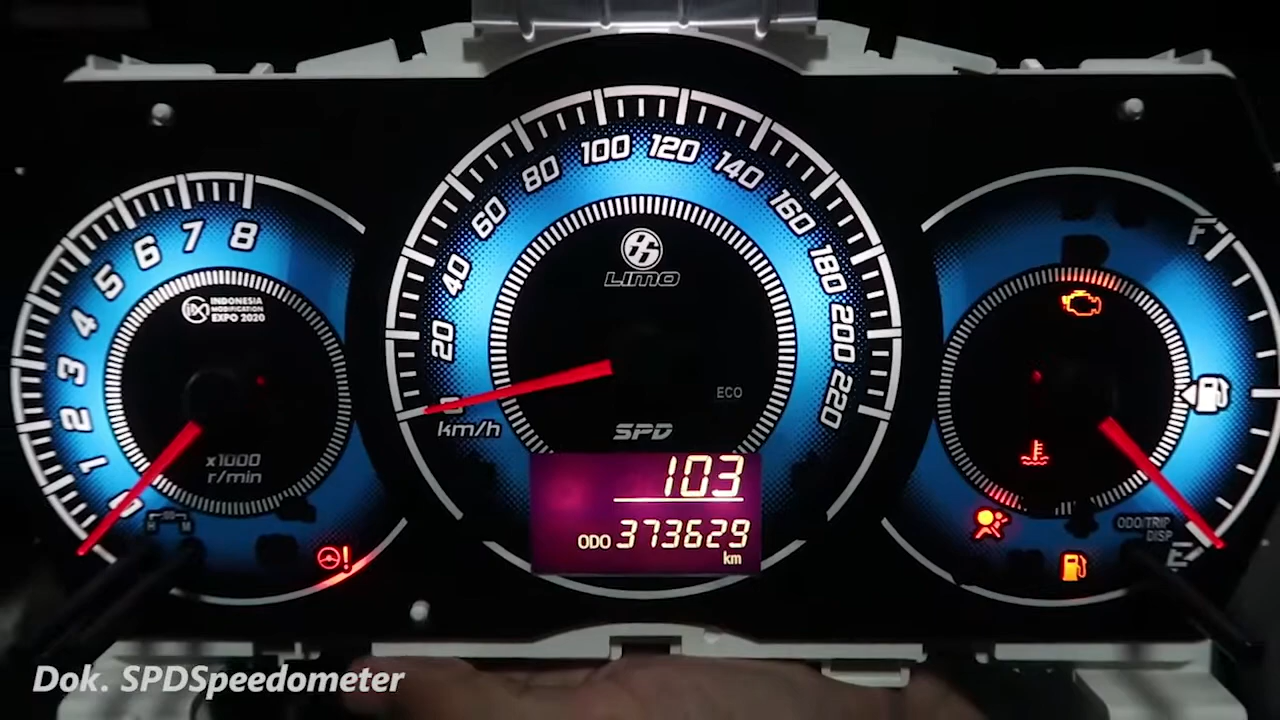 0
1
2
3
4
5
6
7
8
INDONESIA
MODIFICATION
EXPO 2020
x1000
r/min
H M
0
20
40
60
80
100
120
140
160
180
200
220
km/h
LIMO
ECO
SPD
103
ODO 373629
km
F
E
ODO/TRIP
DISP
Dok. SPDSpeedometer